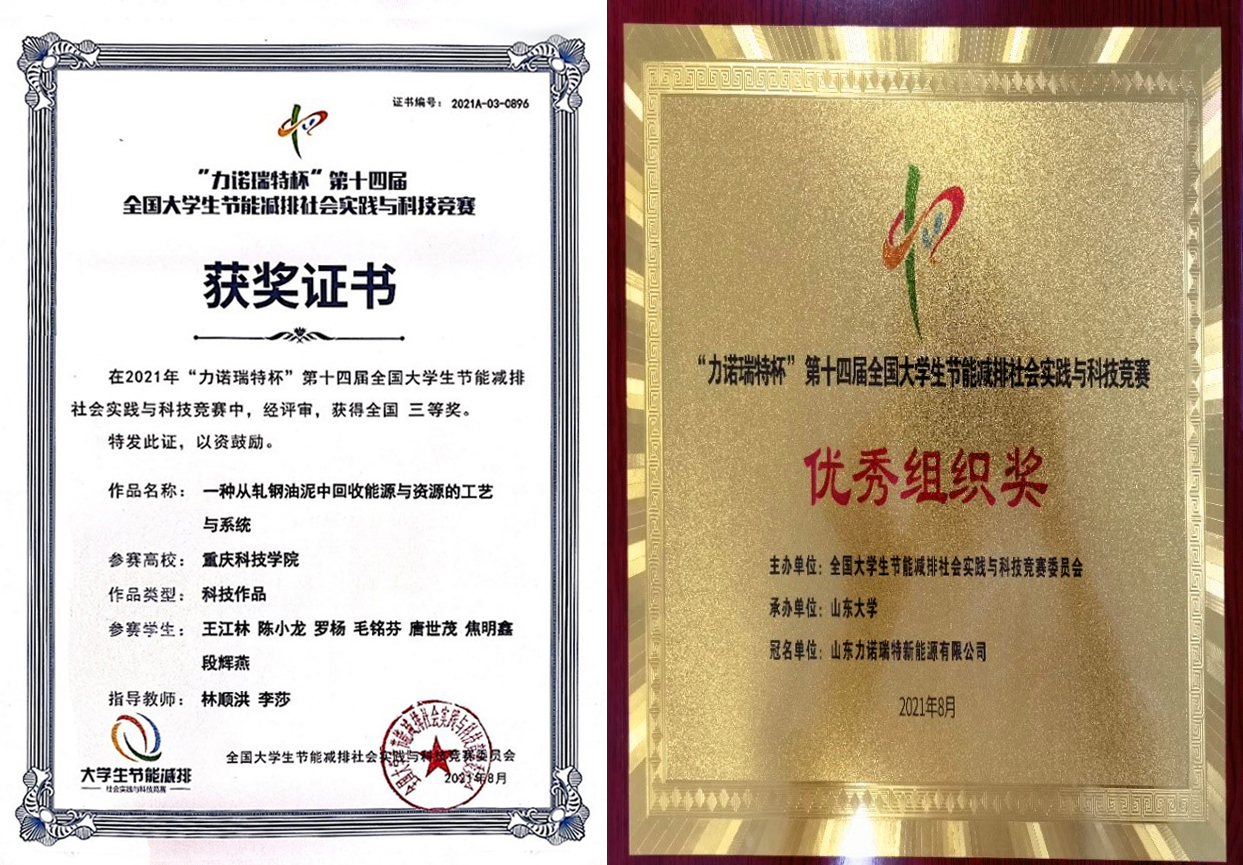 证书编号： 2021A-03-C896
“力诺瑞特杯”第十四届
全国大学生节能减排社会实践与科技竞赛
获奖证书
在2021年“力诺瑞特杯”第十四届全国大学生节能减排
社会实践与科技竞赛中，经评审，获得全国 三等奖。
特发此证，以资鼓励。
作品名称： 一种从轧钢油泥中回收能源与资源的工艺
与系统
参赛高校： 重庆科技学院
作品类型： 科技作品
参赛学生： 王江林 陈小龙 罗杨 毛铭芬 唐世茂 焦明鑫
段辉燕
指导教师： 林顺洪 李莎
大学生节能减排
社会实践与科技竞赛
全国大学生节能减排社会实践与科技竞赛委员会
2021年8月
“力诺瑞特杯”第十四届全国大学生节能减排社会实践与科技竞赛
优秀组织奖
主办单位：全国大学生节能减排社会实践与科技竞赛委员会
承办单位：山东大学
冠名单位：山东力诺瑞特新能源有限公司
2021年8月